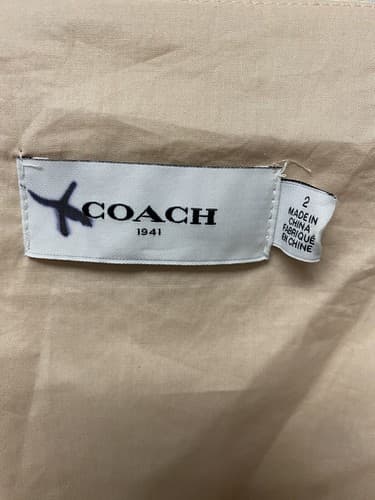 COACH
1941
2
MADE IN
CHINA
FABRIQUÉ
EN CHINE